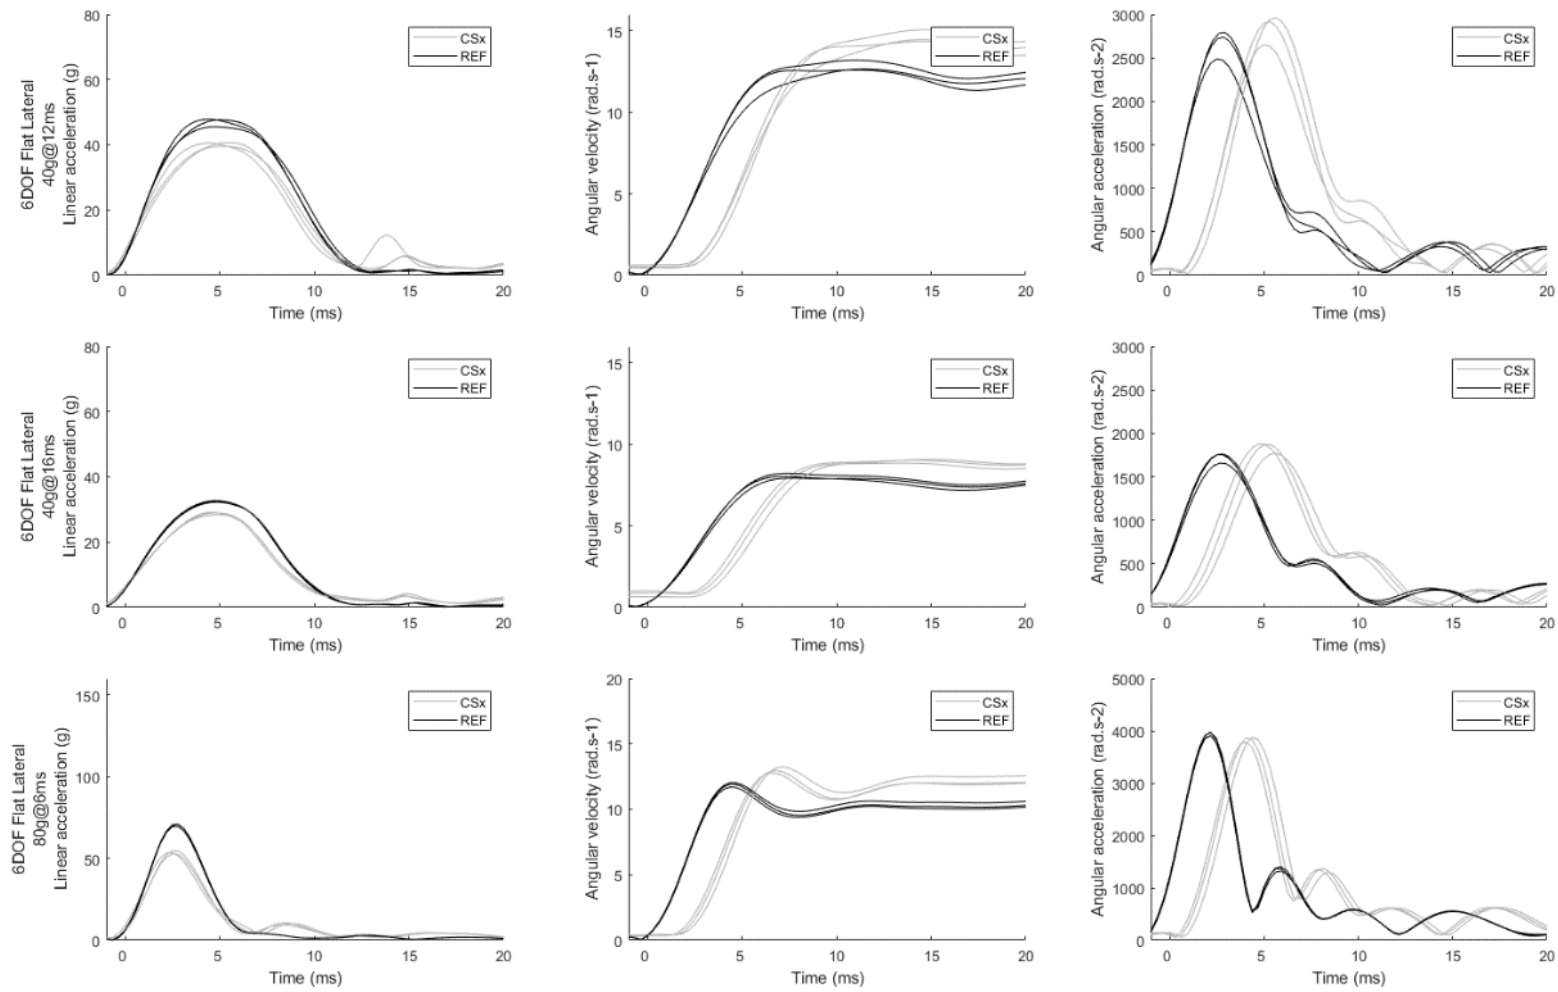 6DOF Flat Lateral
40g@12ms
Linear acceleration (g)
80
60
40
20
0
0 5 10 15 20
Time (ms)
CSx
REF
Angular velocity (rad.s-1)
15
10
5
0
0 5 10 15 20
Time (ms)
CSx
REF
Angular acceleration (rad.s-2)
3000
2500
2000
1500
1000
500
0
0 5 10 15 20
Time (ms)
CSx
REF
6DOF Flat Lateral
40g@16ms
Linear acceleration (g)
80
60
40
20
0
0 5 10 15 20
Time (ms)
CSx
REF
Angular velocity (rad.s-1)
15
10
5
0
0 5 10 15 20
Time (ms)
CSx
REF
Angular acceleration (rad.s-2)
3000
2500
2000
1500
1000
500
0
0 5 10 15 20
Time (ms)
CSx
REF
6DOF Flat Lateral
80g@6ms
Linear acceleration (g)
150
100
50
0
0 5 10 15 20
Time (ms)
CSx
REF
Angular velocity (rad.s-1)
20
15
10
5
0
0 5 10 15 20
Time (ms)
CSx
REF
Angular acceleration (rad.s-2)
5000
4000
3000
2000
1000
0
0 5 10 15 20
Time (ms)
CSx
REF